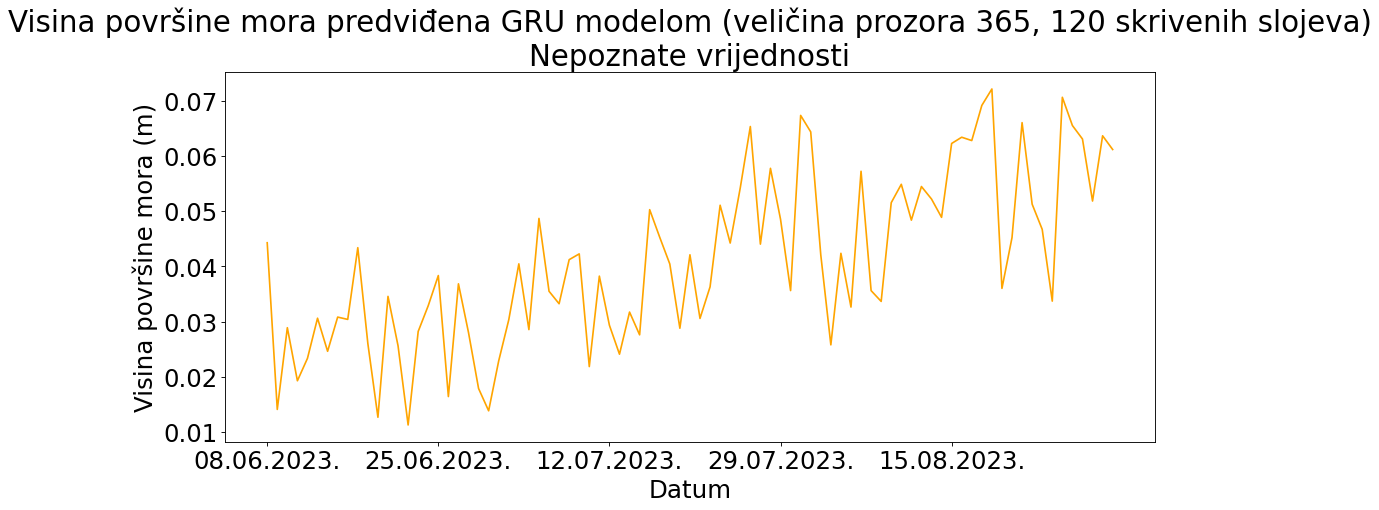 Visina površine mora predviđena GRU modelom (veličina prozora 365, 120 skrivenih slojeva)
Nepoznate vrijednosti
Visina površine mora (m)
0.07
0.06
0.05
0.04
0.03
0.02
0.01
08.06.2023. 25.06.2023. 12.07.2023. 29.07.2023. 15.08.2023.
Datum